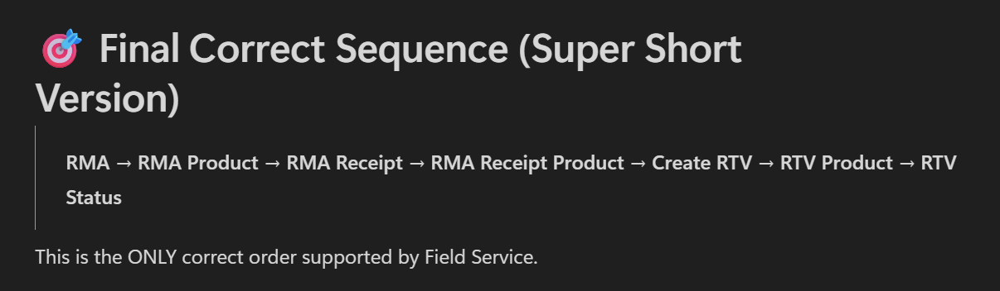 🎯 Final Correct Sequence (Super Short
Version)
RMA → RMA Product → RMA Receipt → RMA Receipt Product → Create RTV → RTV Product → RTV
Status
This is the ONLY correct order supported by Field Service.